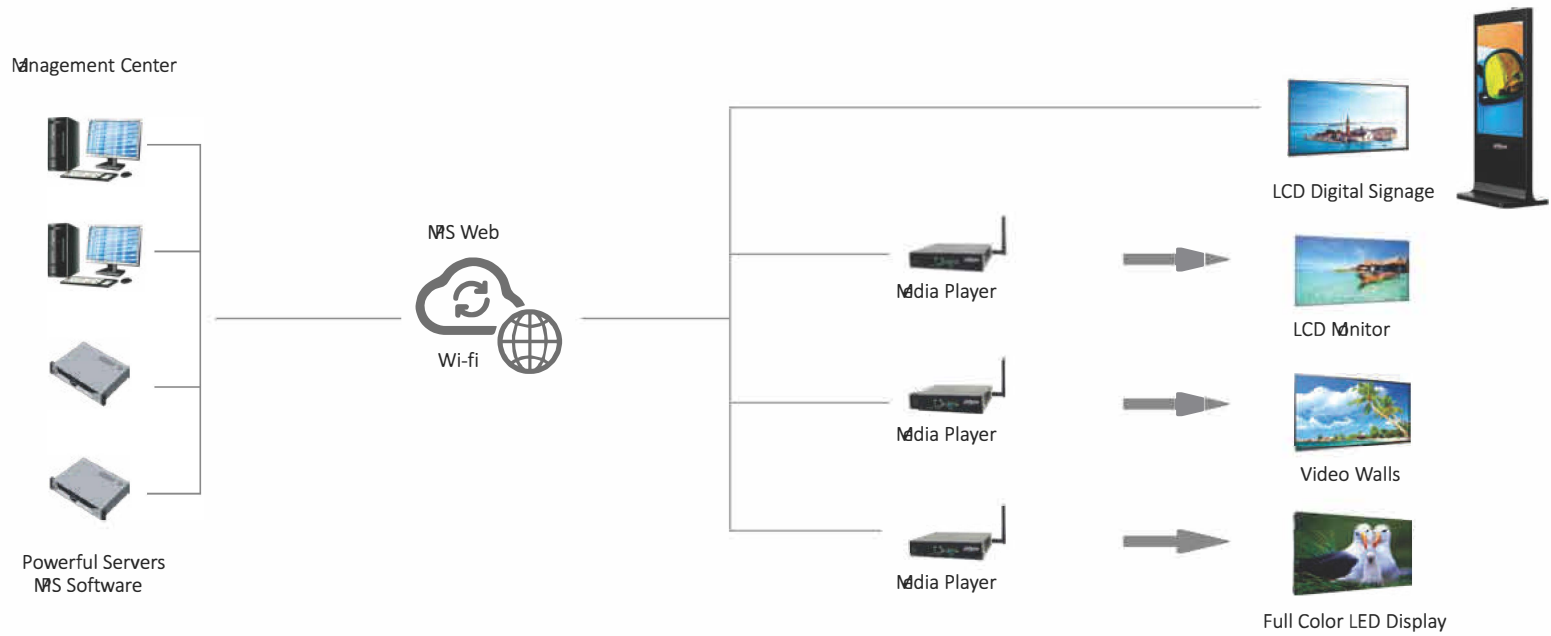 Management Center
MPS Web
Wi-fi
Powerful Servers
MPS Software
Media Player
Media Player
Media Player
LCD Digital Signage
LCD Monitor
Video Walls
Full Color LED Display